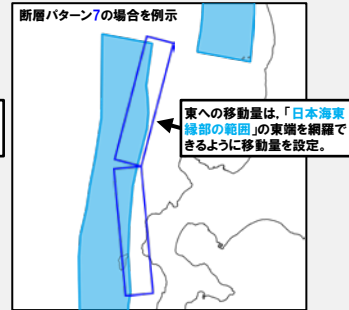 断層パターン7の場合を例示
東への移動量は,「日本海東
縁部の範囲」の東端を網羅で
きるように移動量を設定。